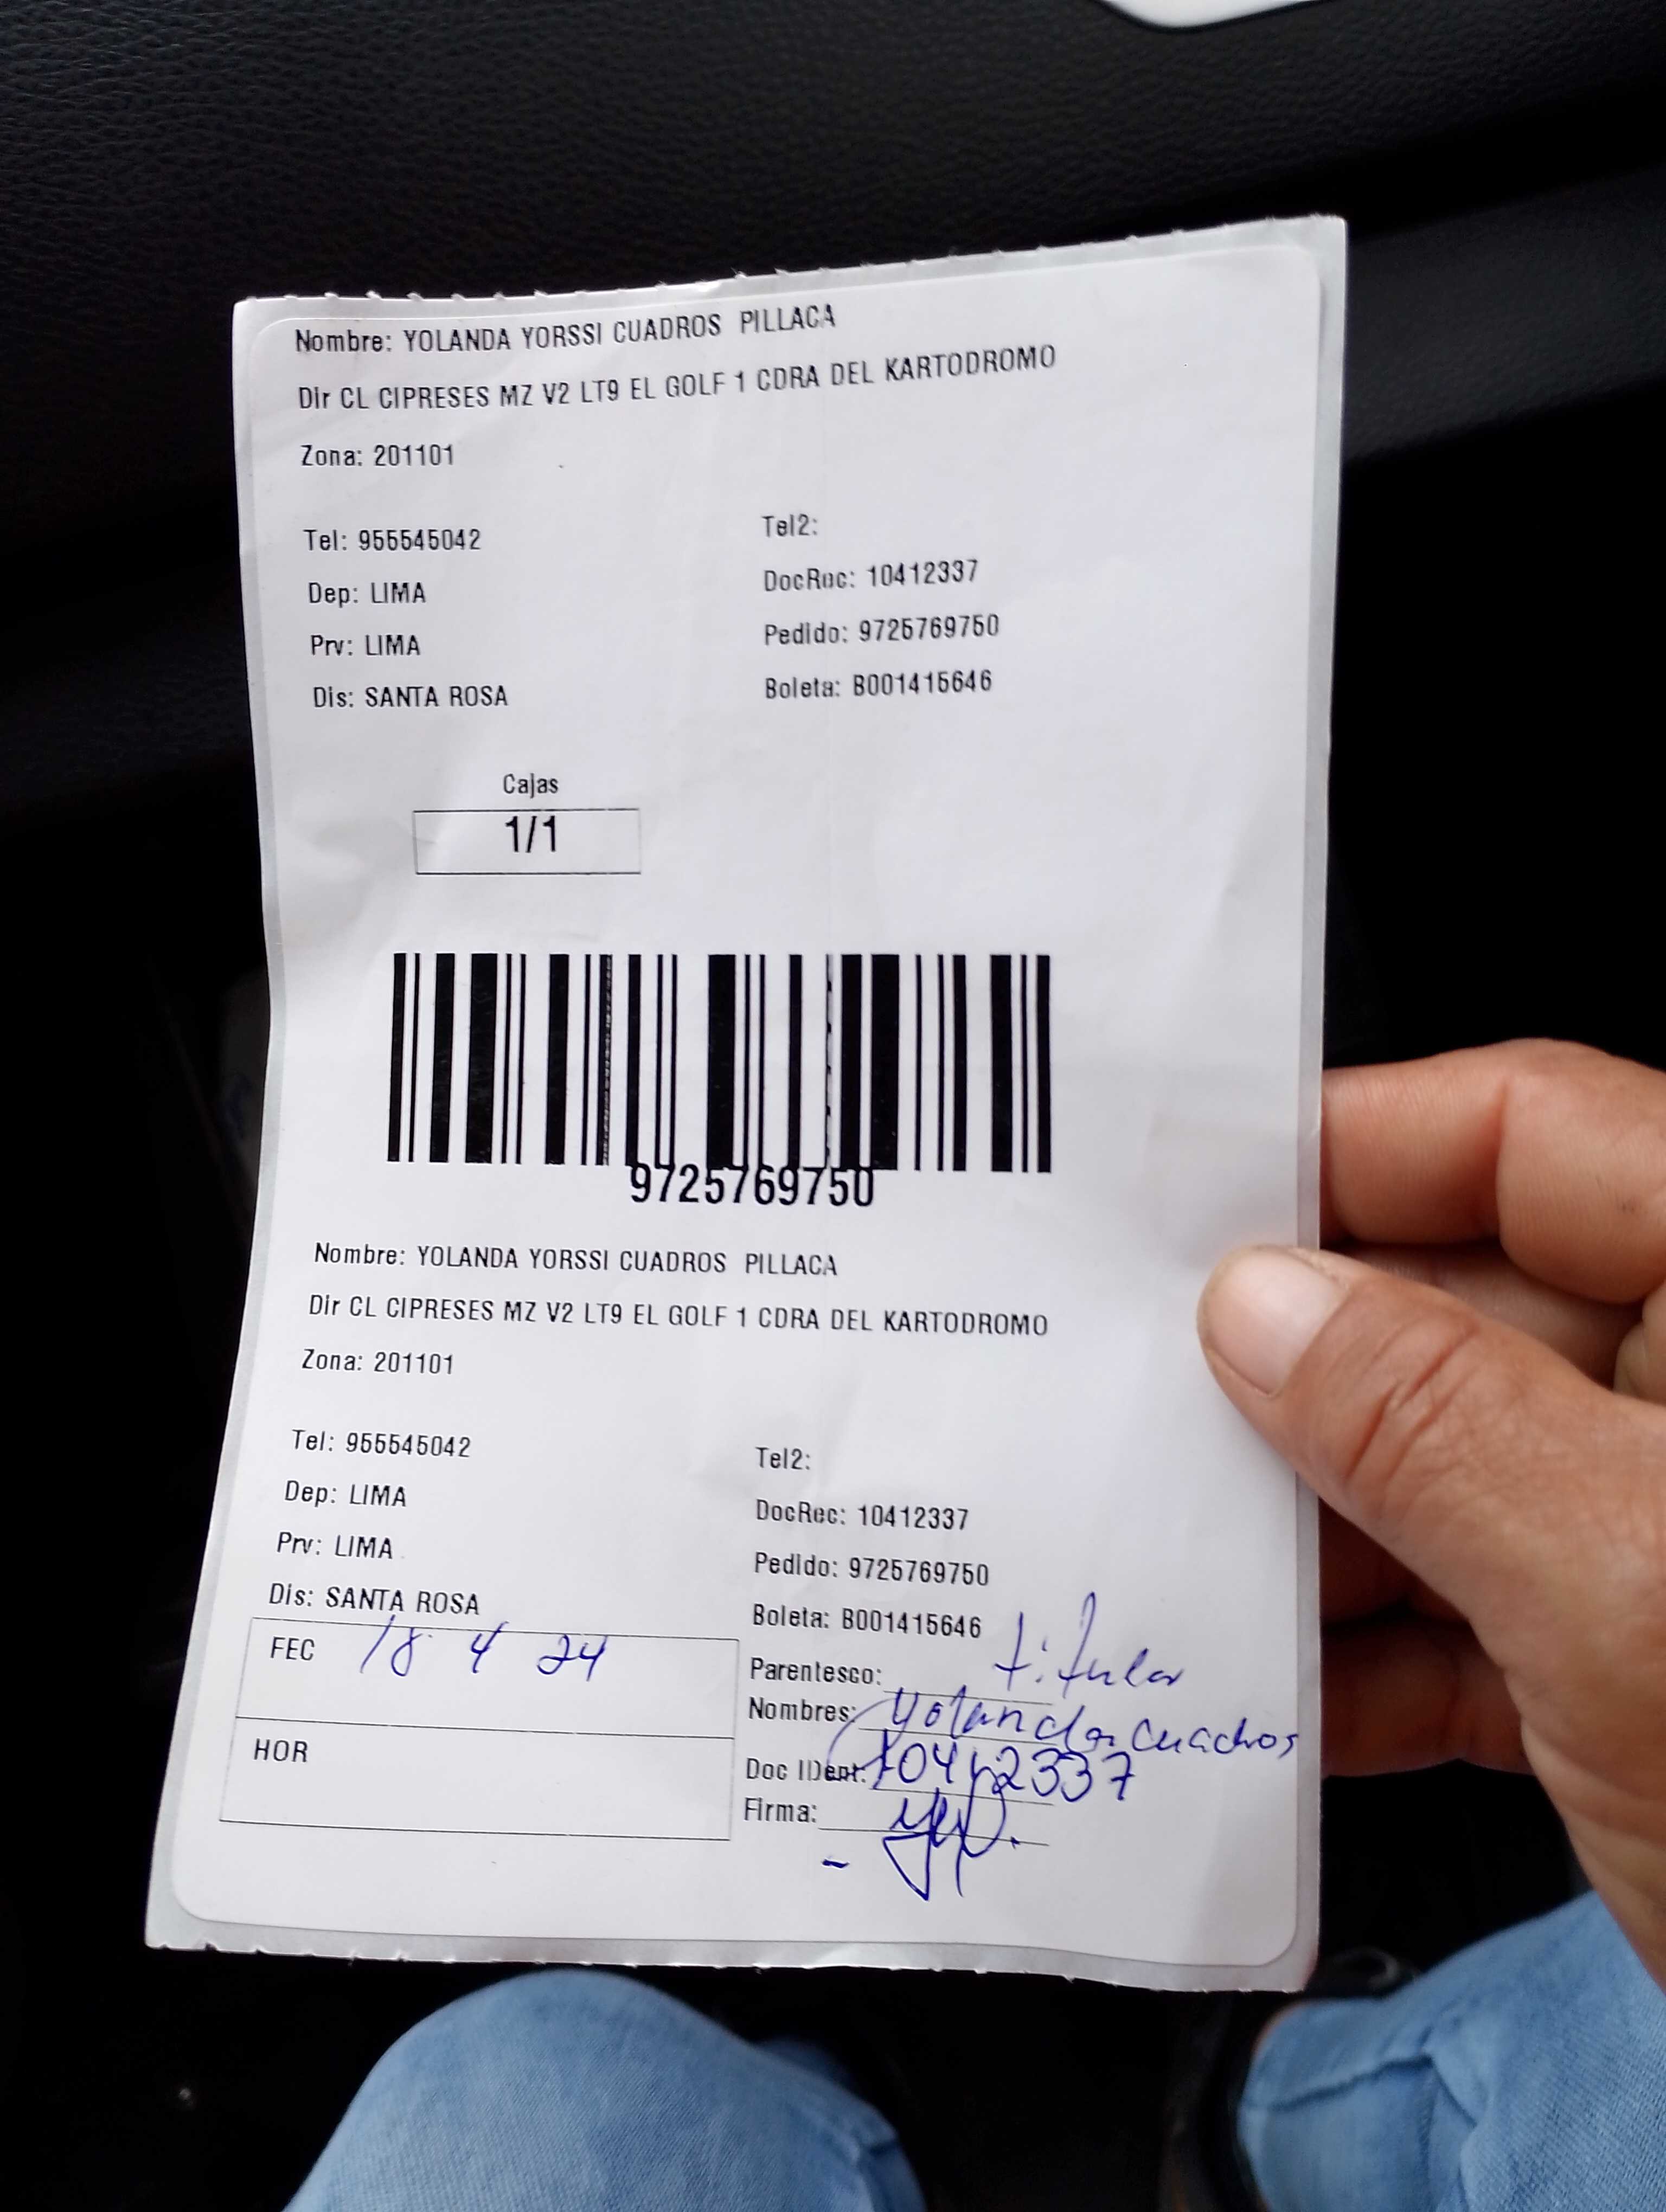 Nombre: YOLANDA YORSSI CUADROS PILLACA
Dir CL CIPRESES MZ V2 LT9 EL GOLF 1 CDRA DEL KARTODROMO
Zona: 201101
Tel: 955545042
Tel2:
Dep: LIMA
DocRec: 10412337
Prv: LIMA
Pedido: 9725769750
Dis: SANTA ROSA
Boleta: B001415646
Cajas
1/1
9725769750
Nombre: YOLANDA YORSSI CUADROS PILLACA
Dir CL CIPRESES MZ V2 LT9 EL GOLF 1 CDRA DEL KARTODROMO
Zona: 201101
Tel: 955545042
Tel2:
Dep: LIMA
DocRec: 10412337
Prv: LIMA
Pedido: 9725769750
Dis: SANTA ROSA
Boleta: B001415646
FEC 18 4 24
HOR
Parentesco: titular
Nombres: Yolanda Cuadros
Doc IDent: 10412337
Firma: